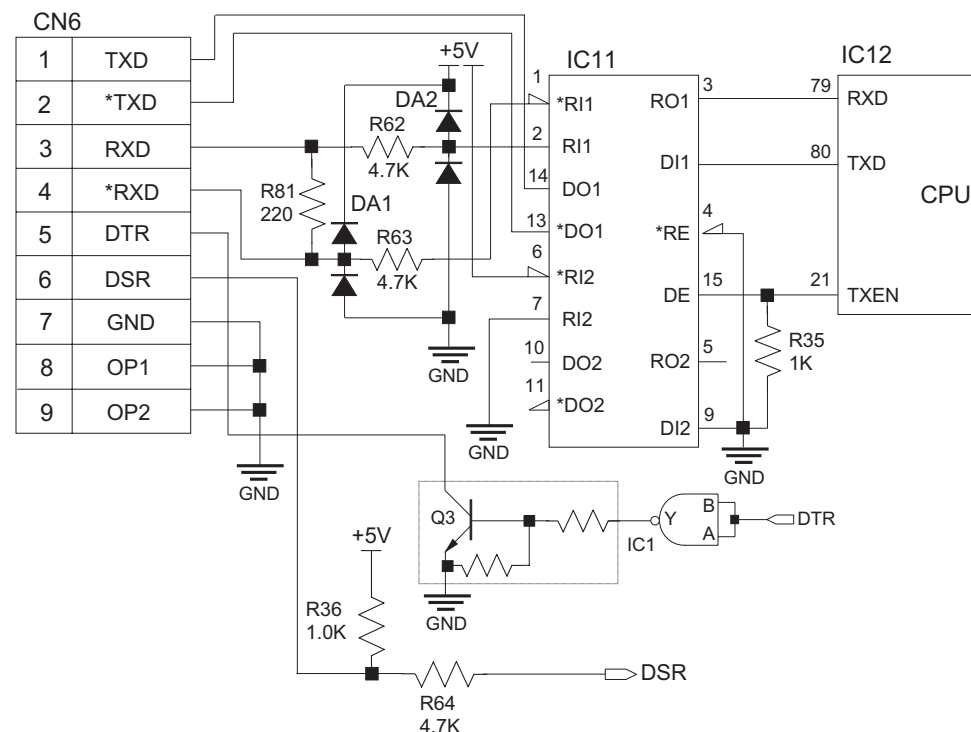 CN6
1 TXD
2 *TXD
3 RXD
4 *RXD
5 DTR
6 DSR
7 GND
8 OP1
9 OP2
GND
+5V
DA2
R62
4.7K
R81
220
DA1
R63
4.7K
GND
IC11
1 *RI1
2 RI1
14 DO1
13 *DO1
6 *RI2
7 RI2
10 DO2
11 *DO2
3 RO1
DI1
4 *RE
15 DE
5 RO2
9 DI2
GND
GND
R35
1K
IC12
79 RXD
80 TXD
CPU
21 TXEN
Q3
GND
IC1
Y
B
A
DTR
+5V
R36
1.0K
R64
4.7K
DSR